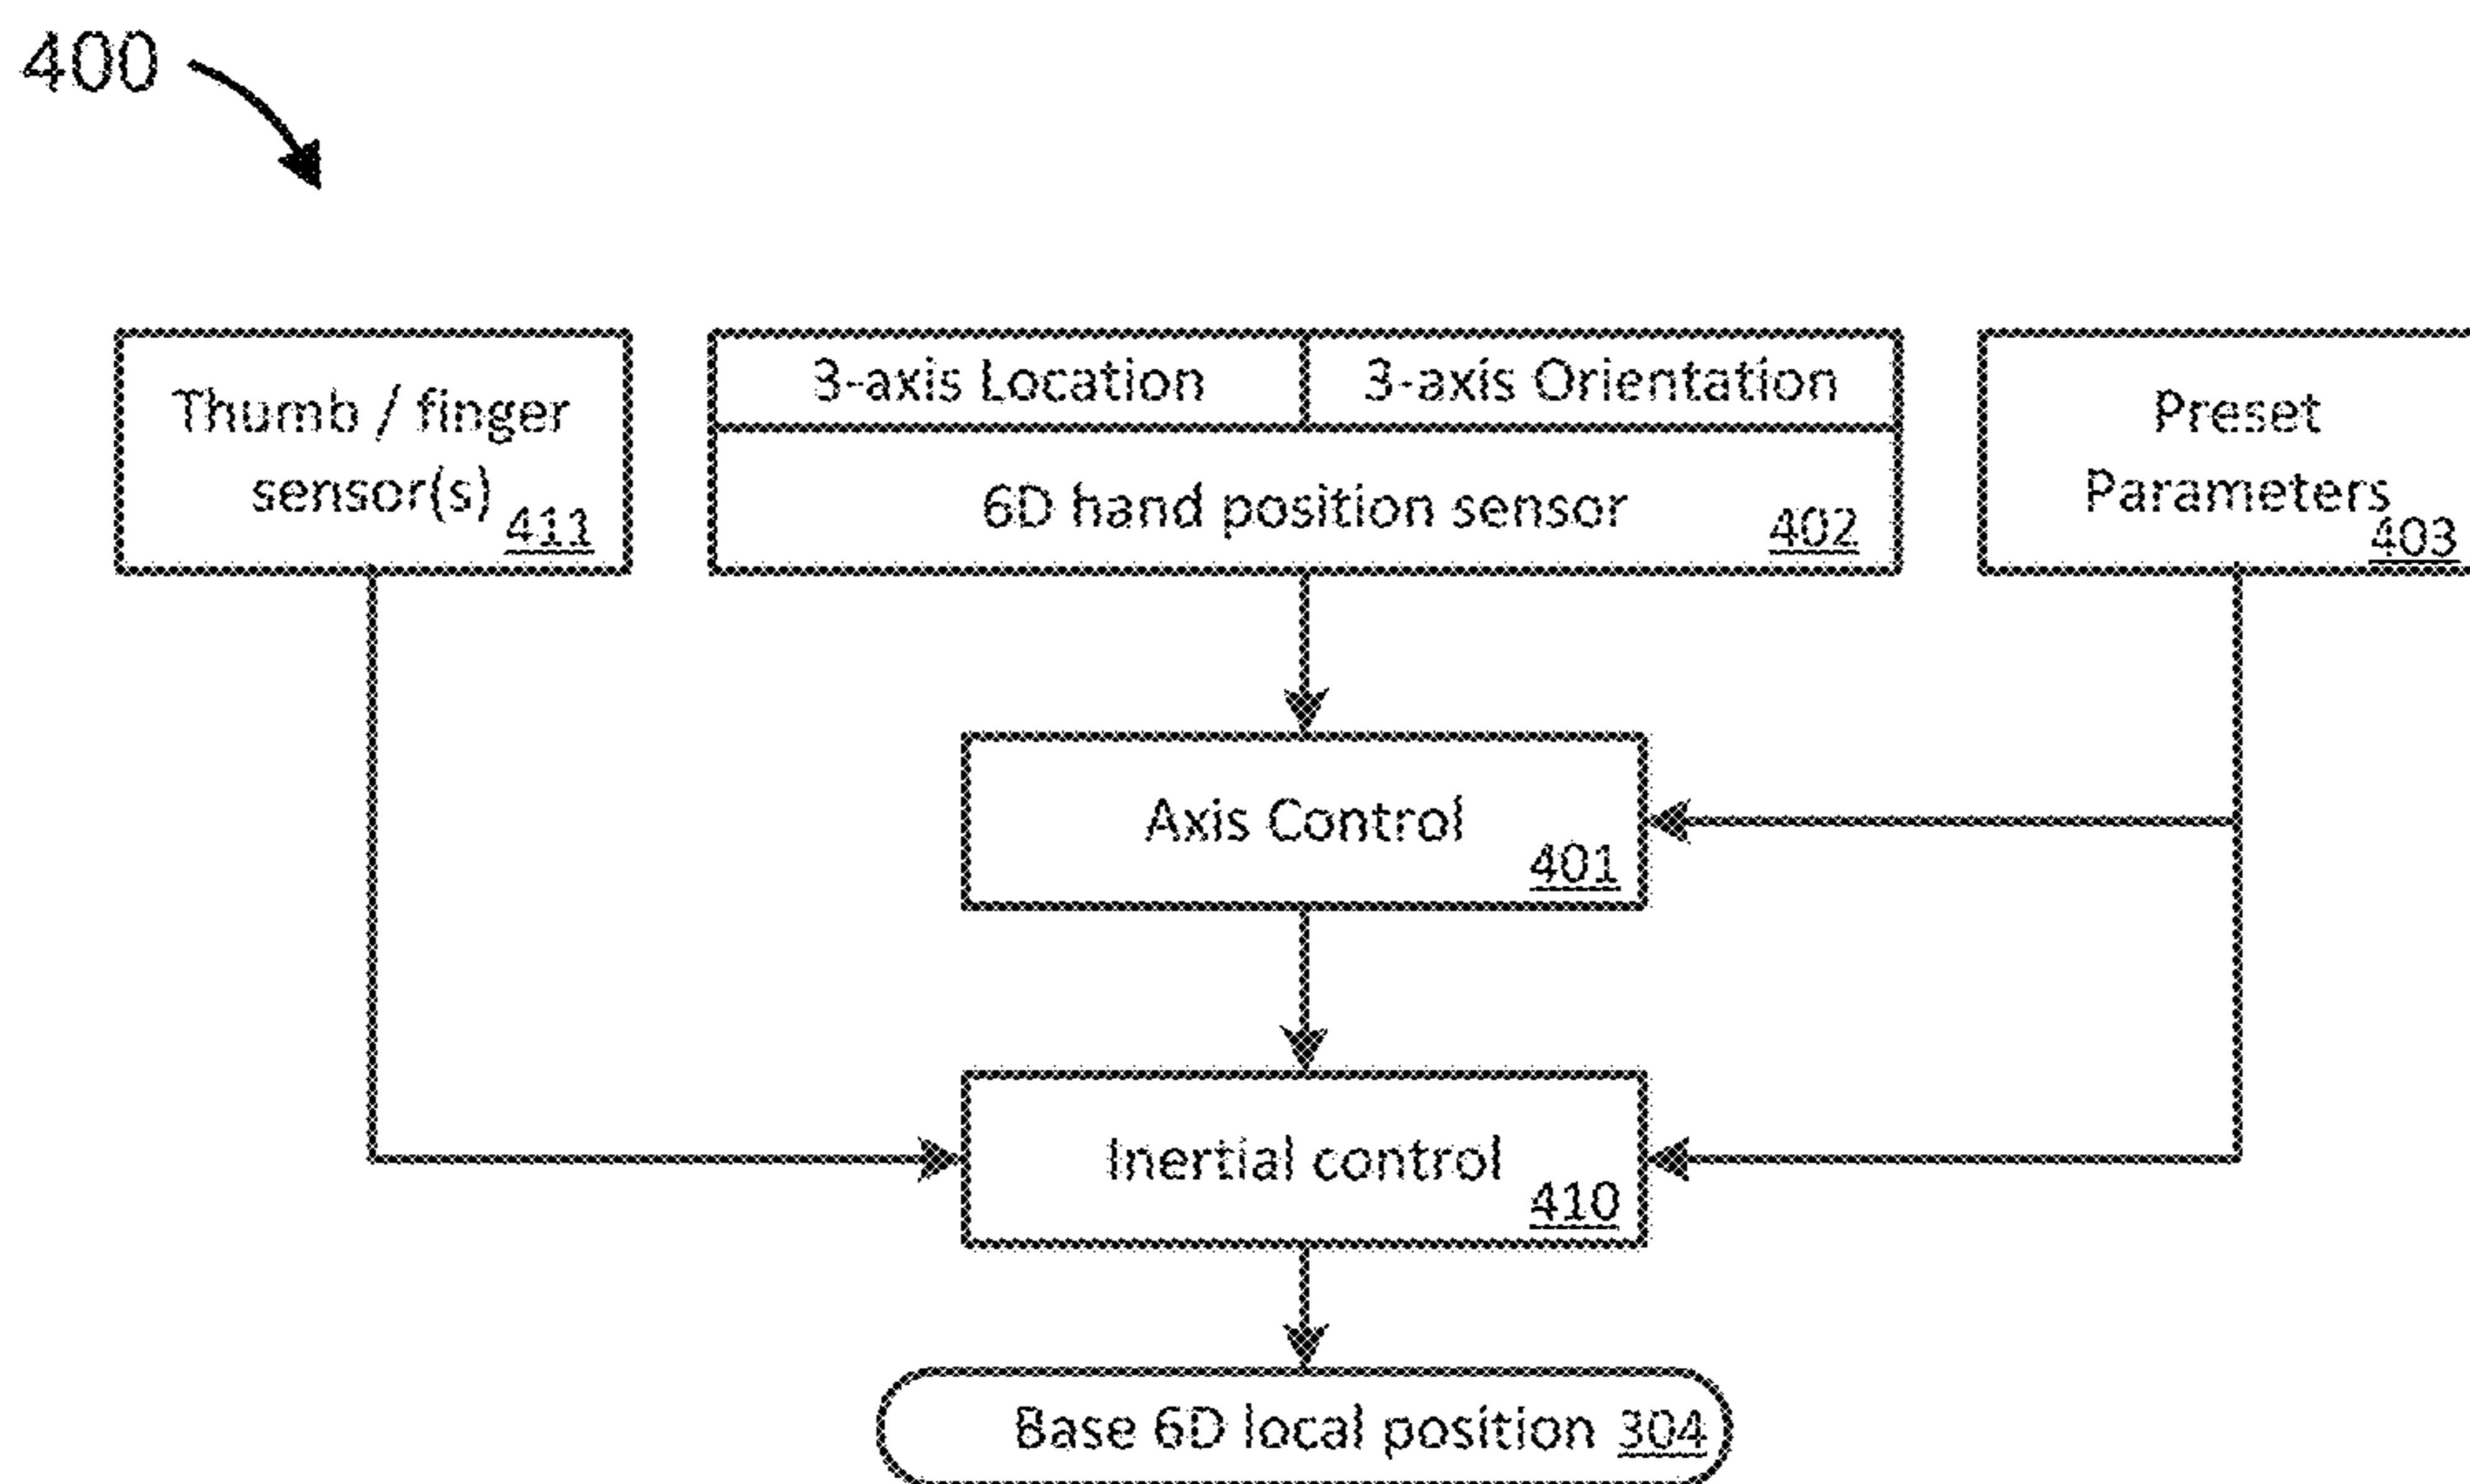 400
Thumb / finger
sensor(s)
411
3-axis Location
3-axis Orientation
6D hand position sensor
402
Preset
Parameters
403
Axis Control
401
Inertial control
410
Base 6D local position 304